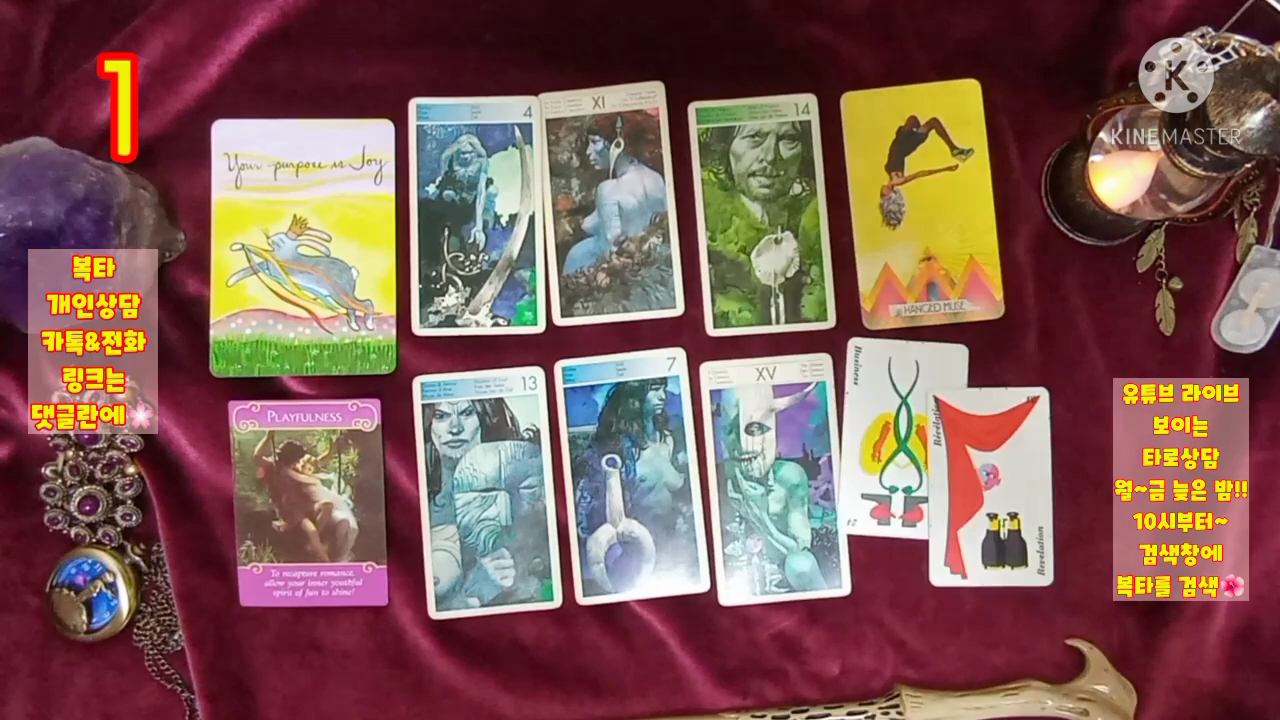 1
복타
개인상담
카톡&전화
링크는
댓글란에
Your purpose is Joy
4
XI
14
HANGED MUSE
K
KINEMASTER
PLAYFULNESS
To recapture romance,
allow your inner youthful
spirit of fun to shine!
13
7
XV
Business
21
Revelation
Revelation
유튜브 라이브
보이는
타로상담
월~금 늦은 밤!!
10시부터~
검색창에
복타를 검색